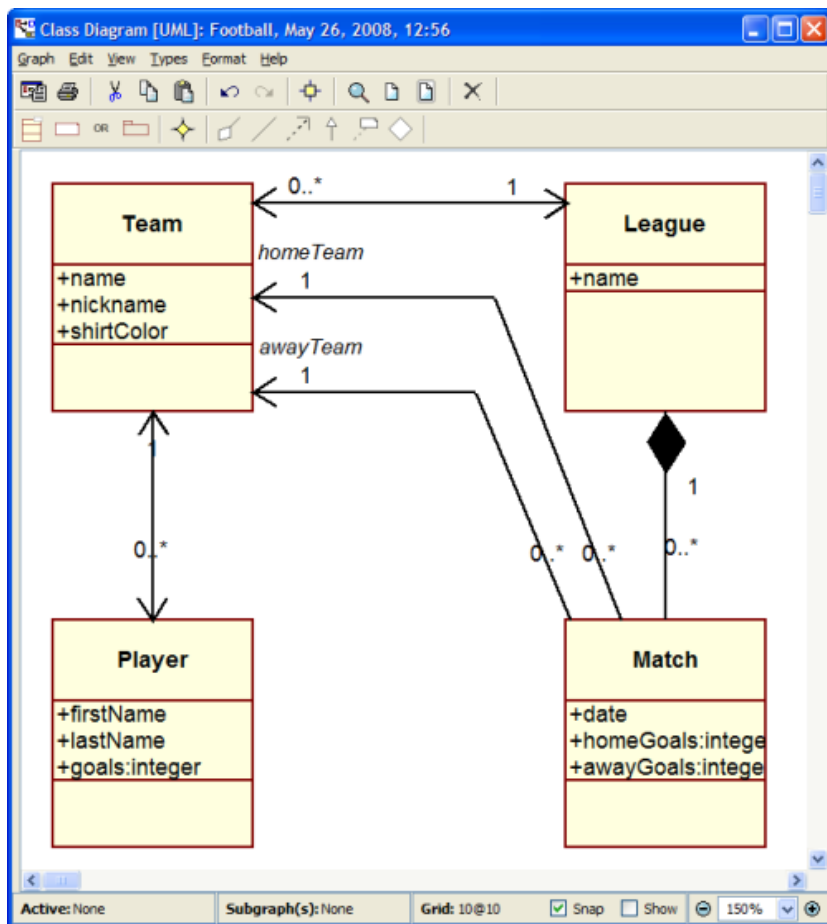 Class Diagram [UML]: Football, May 26, 2008, 12:56
Graph Edit View Types Format Help
OR
0..* 1
Team
League
homeTeam
+name
+name
1
+nickname
+shirtColor
awayTeam
1
1
1
0..*
0..* 0..* 0..*
Player
Match
+firstName
+date
+lastName
+homeGoals:intege
+goals:integer
+awayGoals:intege
Active: None Subgraph(s): None Grid: 10@10 Snap Show 150%